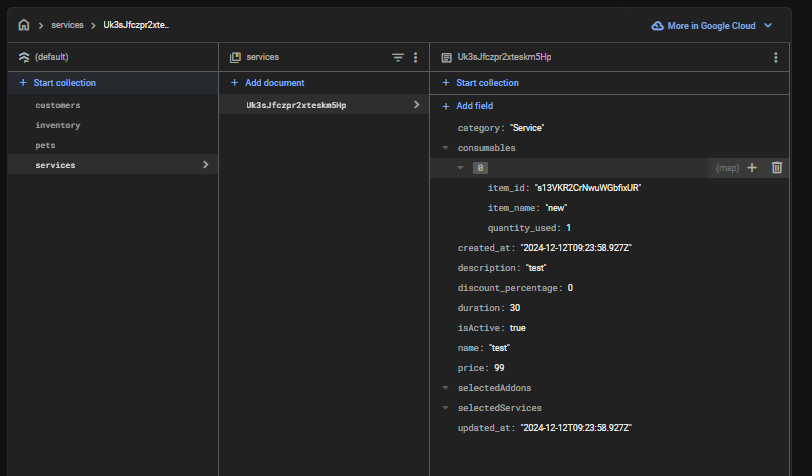 services
Uk3sJfczpr2xte..
More in Google Cloud
(default)
services
Uk3sJfczpr2xteskm5Hp
+ Start collection
+ Add document
+ Start collection
customers
inventory
pets
services
Uk3sJfczpr2xteskm5Hp
+ Add field
category: "Service"
consumables
0
(map)
item_id: "s13VKR2CrNwuWGbfixUR"
item_name: "new"
quantity_used: 1
created_at: "2024-12-12T09:23:58.927Z"
description: "test"
discount_percentage: 0
duration: 30
isActive: true
name: "test"
price: 99
selectedAddons
selectedServices
updated_at: "2024-12-12T09:23:58.927Z"